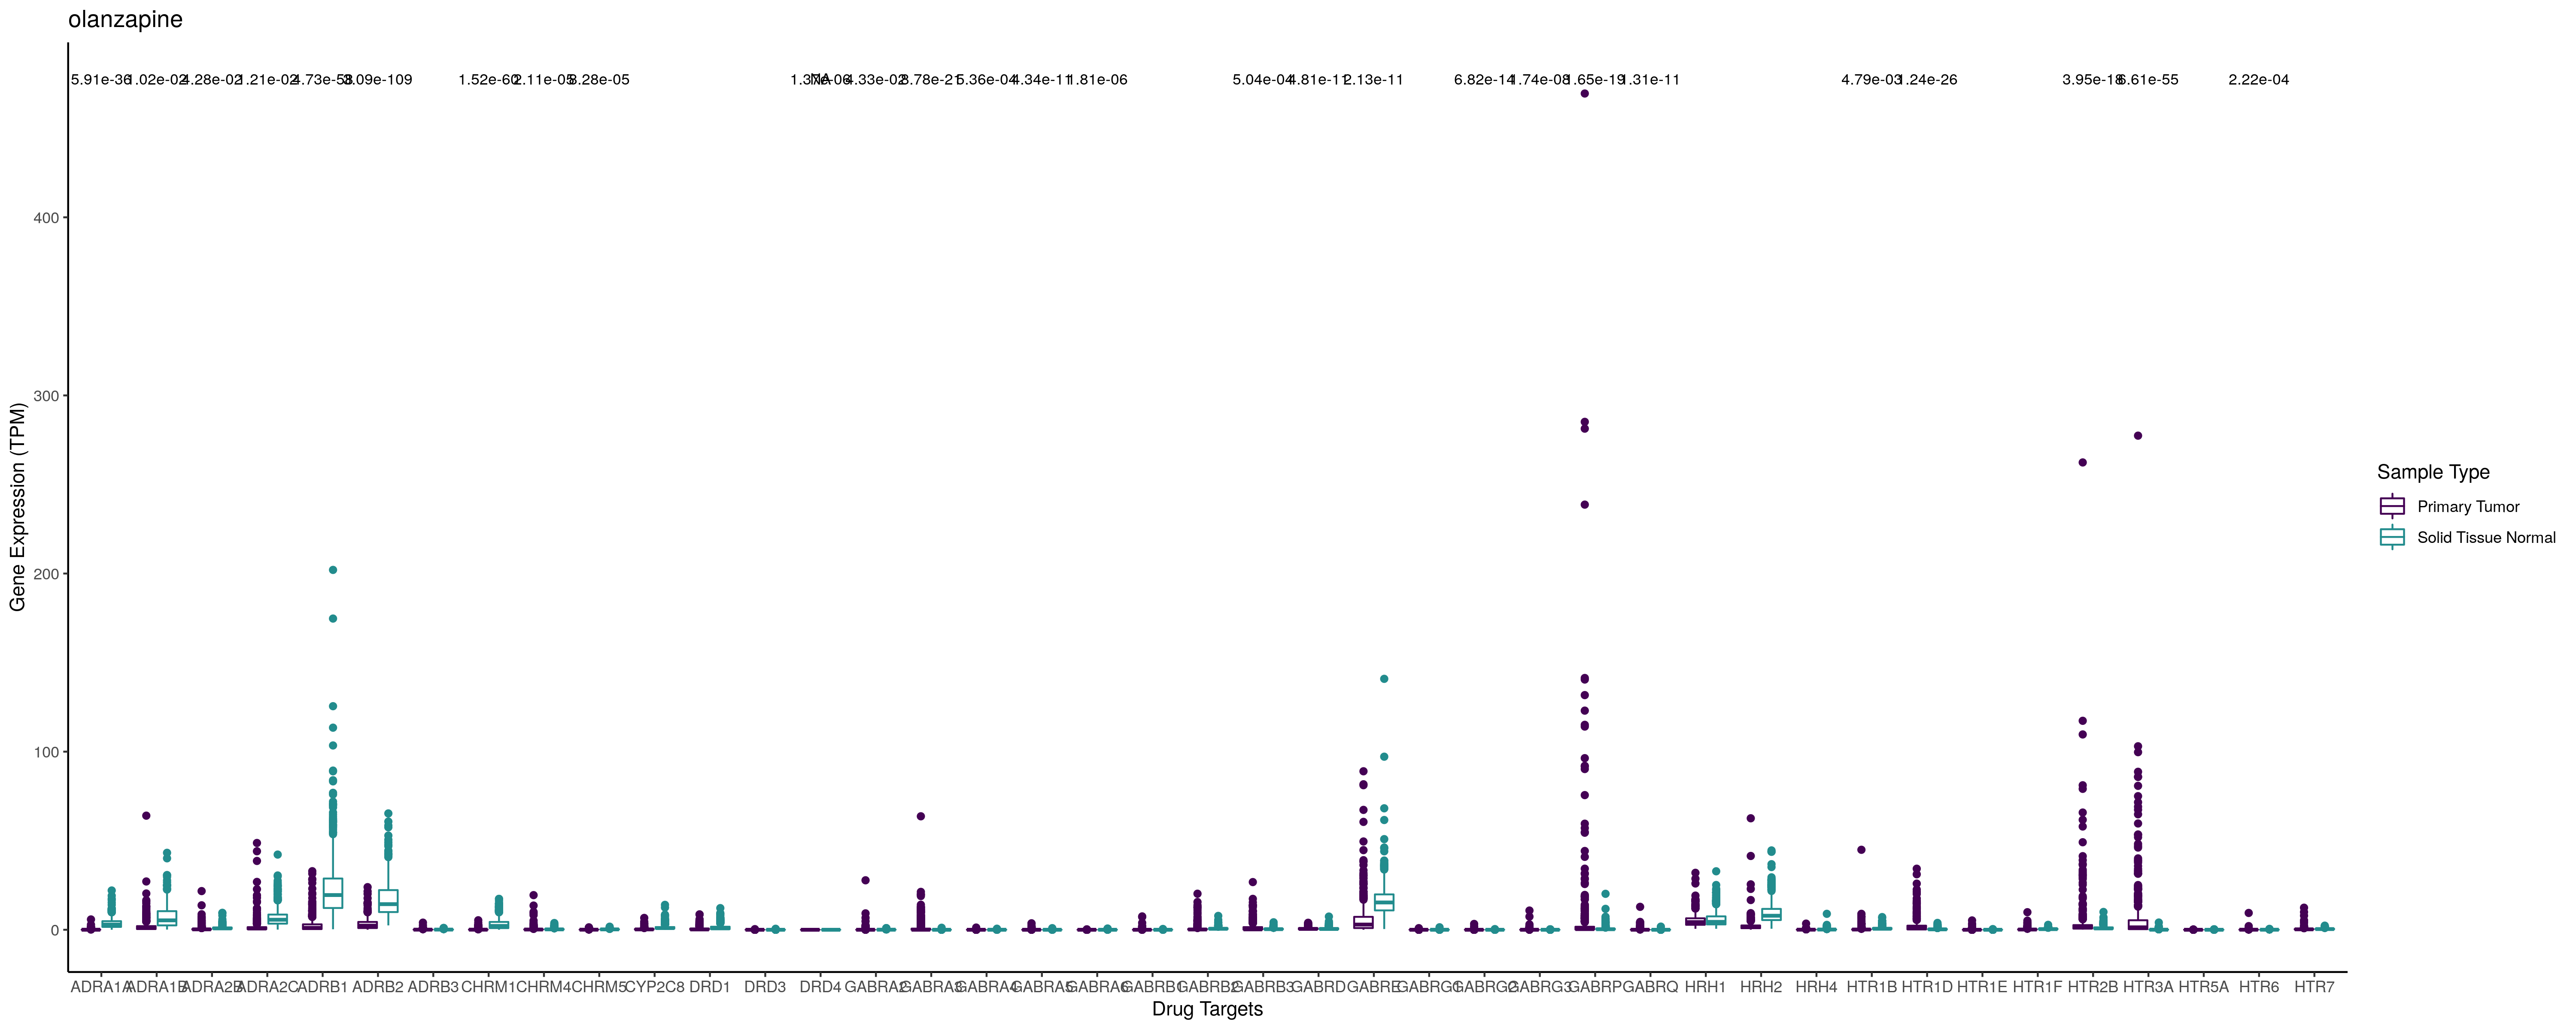 olanzapine
5.91e-36 1.02e-02 4.28e-02 1.21e-02 4.73e-58 3.09e-109 1.52e-60 2.11e-05 3.28e-05 1.37e-06 NA 4.33e-02 8.78e-21 5.36e-04 4.34e-11 1.81e-06 5.04e-04 4.81e-11 2.13e-11 6.82e-14 1.74e-08 1.65e-19 1.31e-11 4.79e-03 1.24e-26 3.95e-18 6.61e-55 2.22e-04
Gene Expression (TPM)
400
300
200
100
0
ADRA1A ADRA1B ADRA2B ADRA2C ADRB1 ADRB2 ADRB3 CHRM1 CHRM4 CHRM5 CYP2C8 DRD1 DRD3 DRD4 GABRA2 GABRA3 GABRA4 GABRA5 GABRA6 GABRB1 GABRB2 GABRB3 GABRD GABRE GABRG1 GABRG2 GABRG3 GABRP GABRQ HRH1 HRH2 HRH4 HTR1B HTR1D HTR1E HTR1F HTR2B HTR3A HTR5A HTR6 HTR7
Drug Targets
Sample Type
Primary Tumor
Solid Tissue Normal